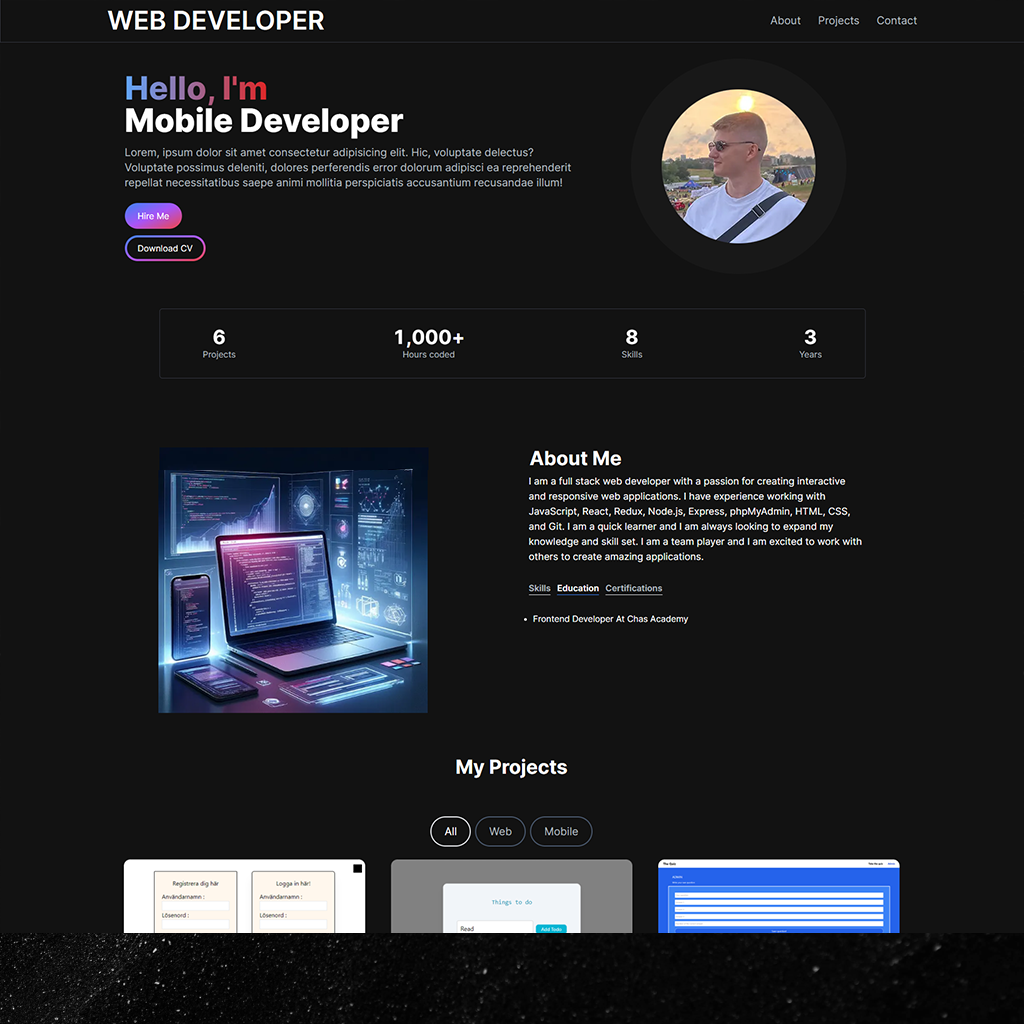 WEB DEVELOPER
About Projects Contact
Hello, I'm
Mobile Developer
Lorem, ipsum dolor sit amet consectetur adipisicing elit. Hic, voluptate delectus?
Voluptate possimus deleniti, dolores perferendis error dolorum adipisci ea reprehenderit
repellat necessitatibus saepe animi mollitia perspiciatis accusantium recusandae illum!
Hire Me
Download CV
6 1,000+ 8 3
Projects Hours coded Skills Years
About Me
I am a full stack web developer with a passion for creating interactive
and responsive web applications. I have experience working with
JavaScript, React, Redux, Node.js, Express, phpMyAdmin, HTML, CSS,
and Git. I am a quick learner and I am always looking to expand my
knowledge and skill set. I am a team player and I am excited to work with
others to create amazing applications.
Skills Education Certifications
• Frontend Developer At Chas Academy
My Projects
All Web Mobile
Registrera dig här
Användarnamn :
Lösenord :
Logga in här!
Användarnamn :
Lösenord :
Things to do
Read Add Todo